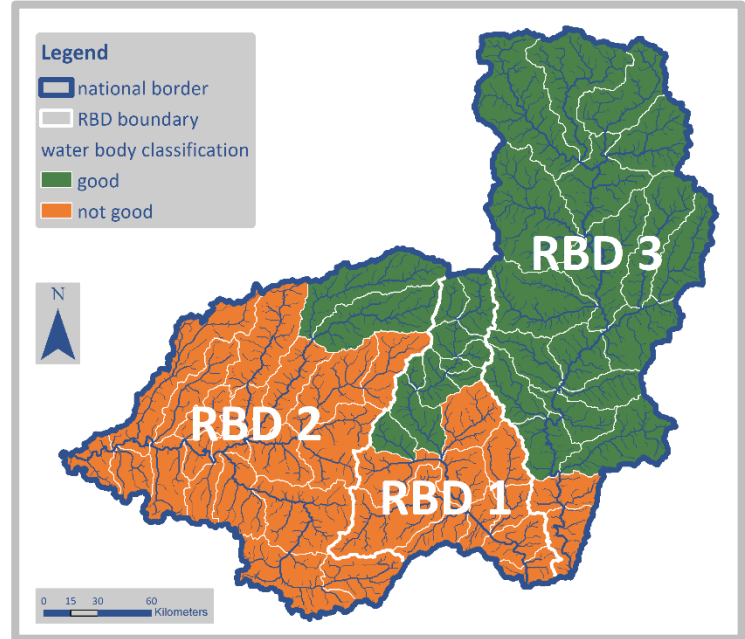 Legend
national border
RBD boundary
water body classification
good
not good
N
RBD 3
RBD 2
RBD 1
0 15 30 60
Kilometers